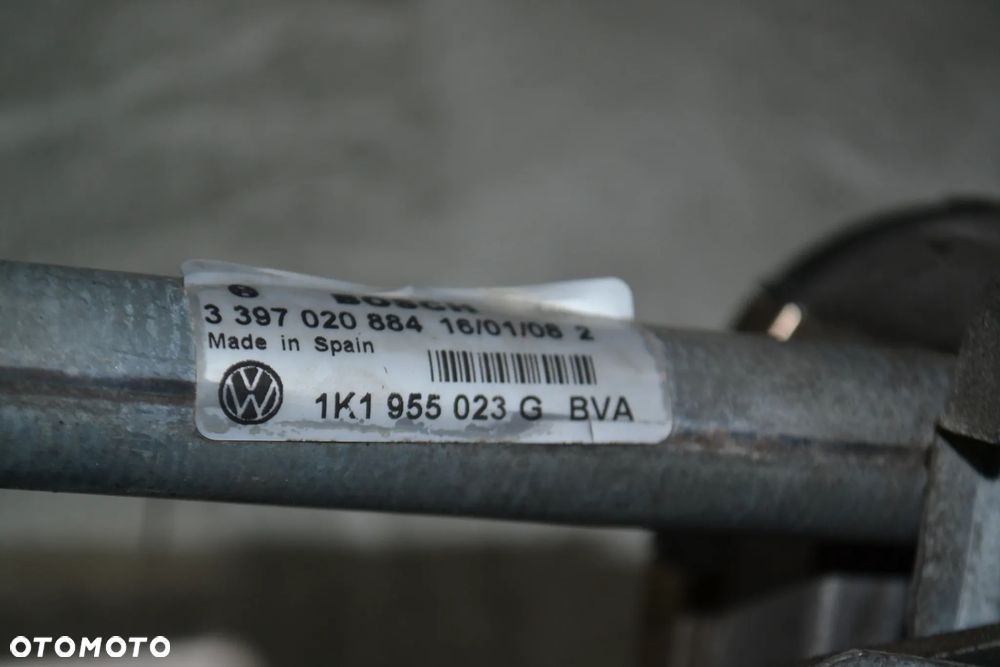 BOSCH
3 397 020 884 16/01/08 2
Made in Spain
1K1 955 023 G BVA
OTOMOTO